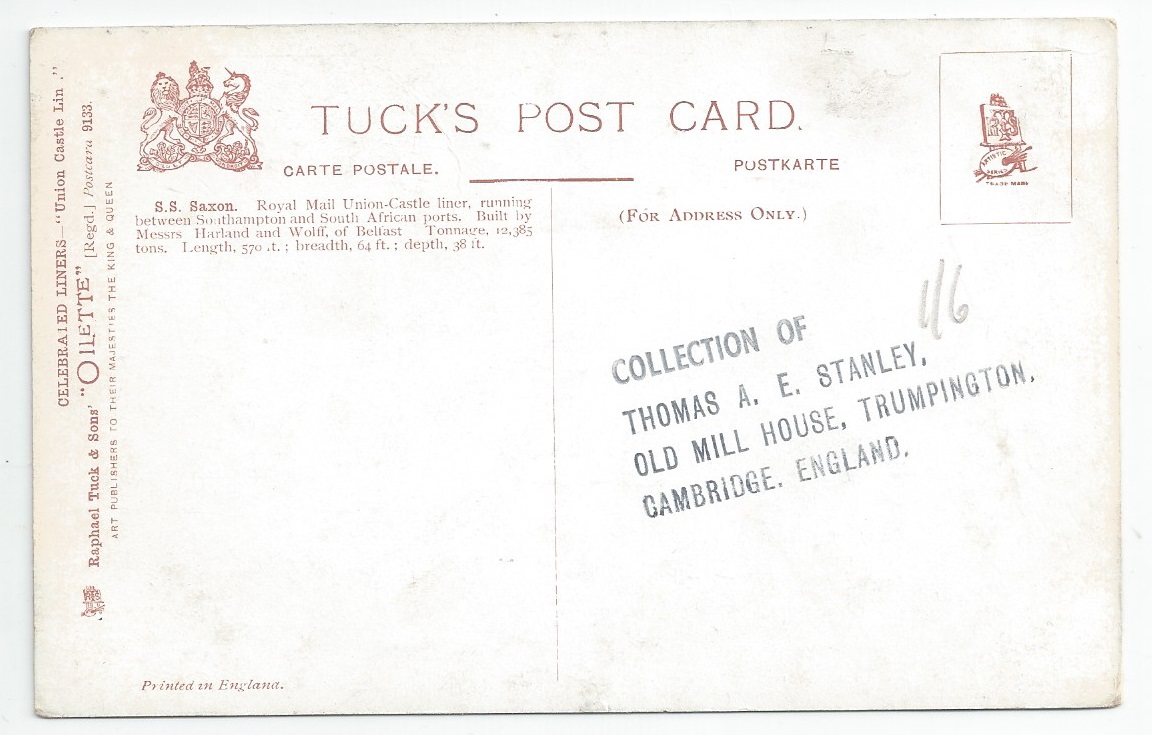 CELEBRATED LINERS—"Union Castle Lin ."
Raphael Tuck & Sons' "OILETTE" [Regd.] Postcard 9133.
ART PUBLISHERS TO THEIR MAJESTIES THE KING & QUEEN
TUCK'S POST CARD.
CARTE POSTALE.
POSTKARTE
S.S. Saxon. Royal Mail Union-Castle liner, running
between Southampton and South African ports. Built by
Messrs Harland and Wolff, of Belfast Tonnage, 12,385
tons. Length, 570 ft. ; breadth, 64 ft. ; depth, 38 ft.
(FOR ADDRESS ONLY.)
ARTISTIC
SERIES
TRADE MARK
1/6
COLLECTION OF
THOMAS A. E. STANLEY,
OLD MILL HOUSE, TRUMPINGTON,
CAMBRIDGE. ENGLAND.
Printed in England.